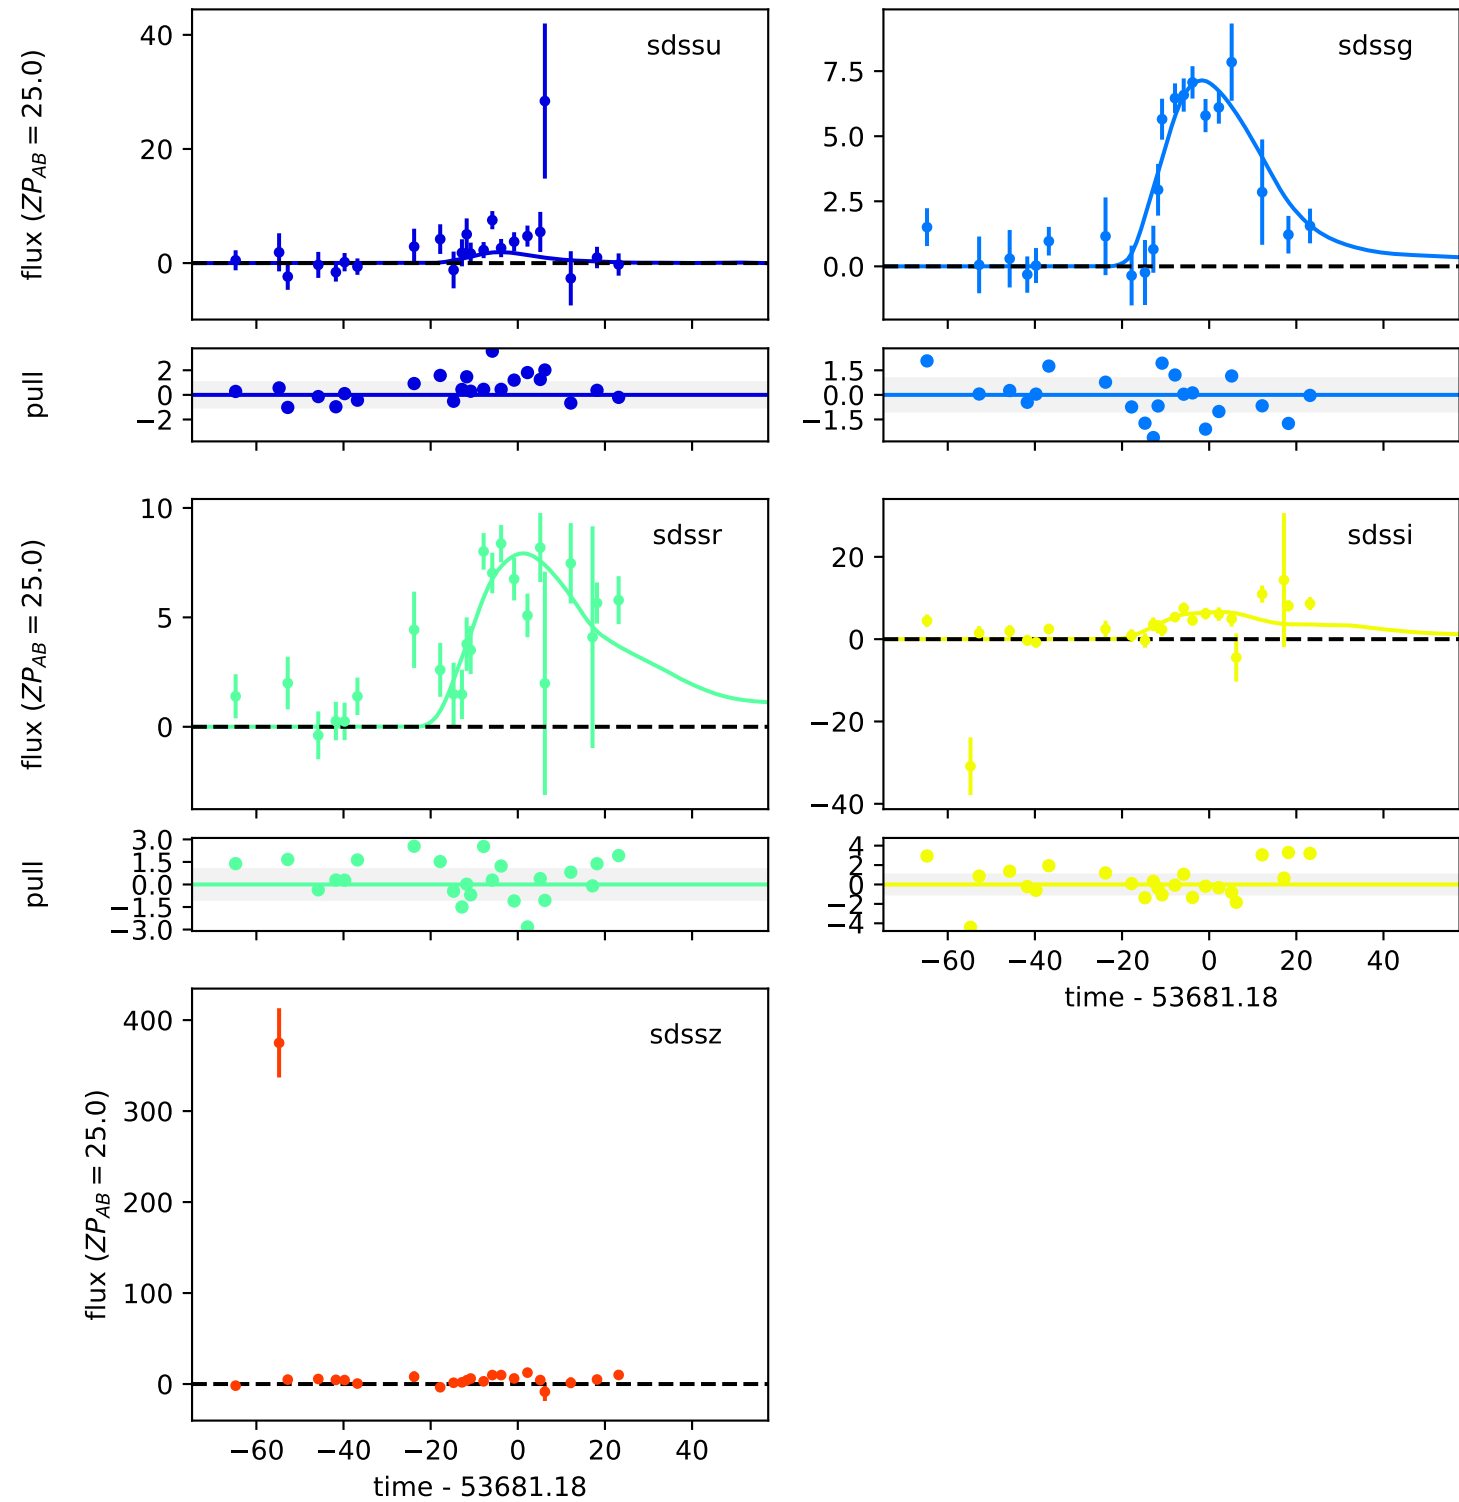 sdssu
flux (ZP_AB = 25.0)
40
20
0
pull
2
0
−2
sdssg
7.5
5.0
2.5
0.0
1.5
0.0
−1.5
sdssr
flux (ZP_AB = 25.0)
10
5
0
pull
3.0
1.5
0.0
−1.5
−3.0
sdssi
20
0
−20
−40
4
2
0
−2
−4
−60 −40 −20 0 20 40
time - 53681.18
sdssz
flux (ZP_AB = 25.0)
400
300
200
100
0
−60 −40 −20 0 20 40
time - 53681.18